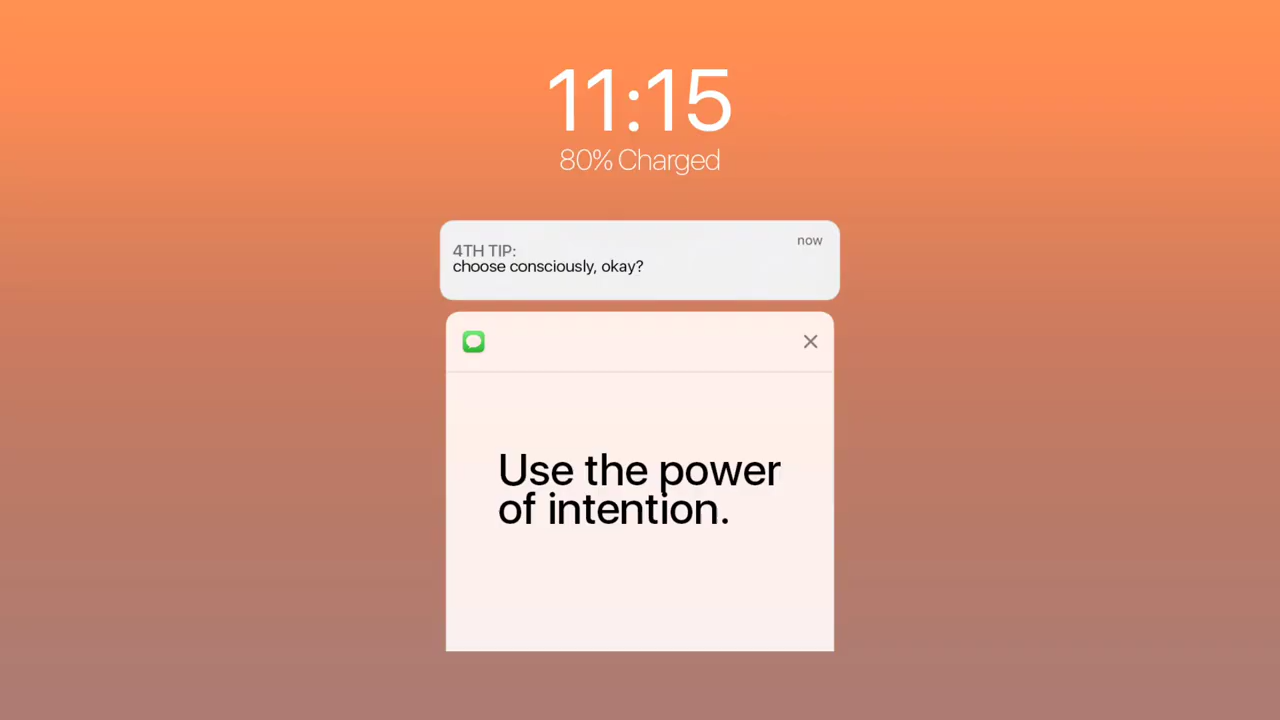 11:15
80% Charged
now
4TH TIP:
choose consciously, okay?
Use the power
of intention.